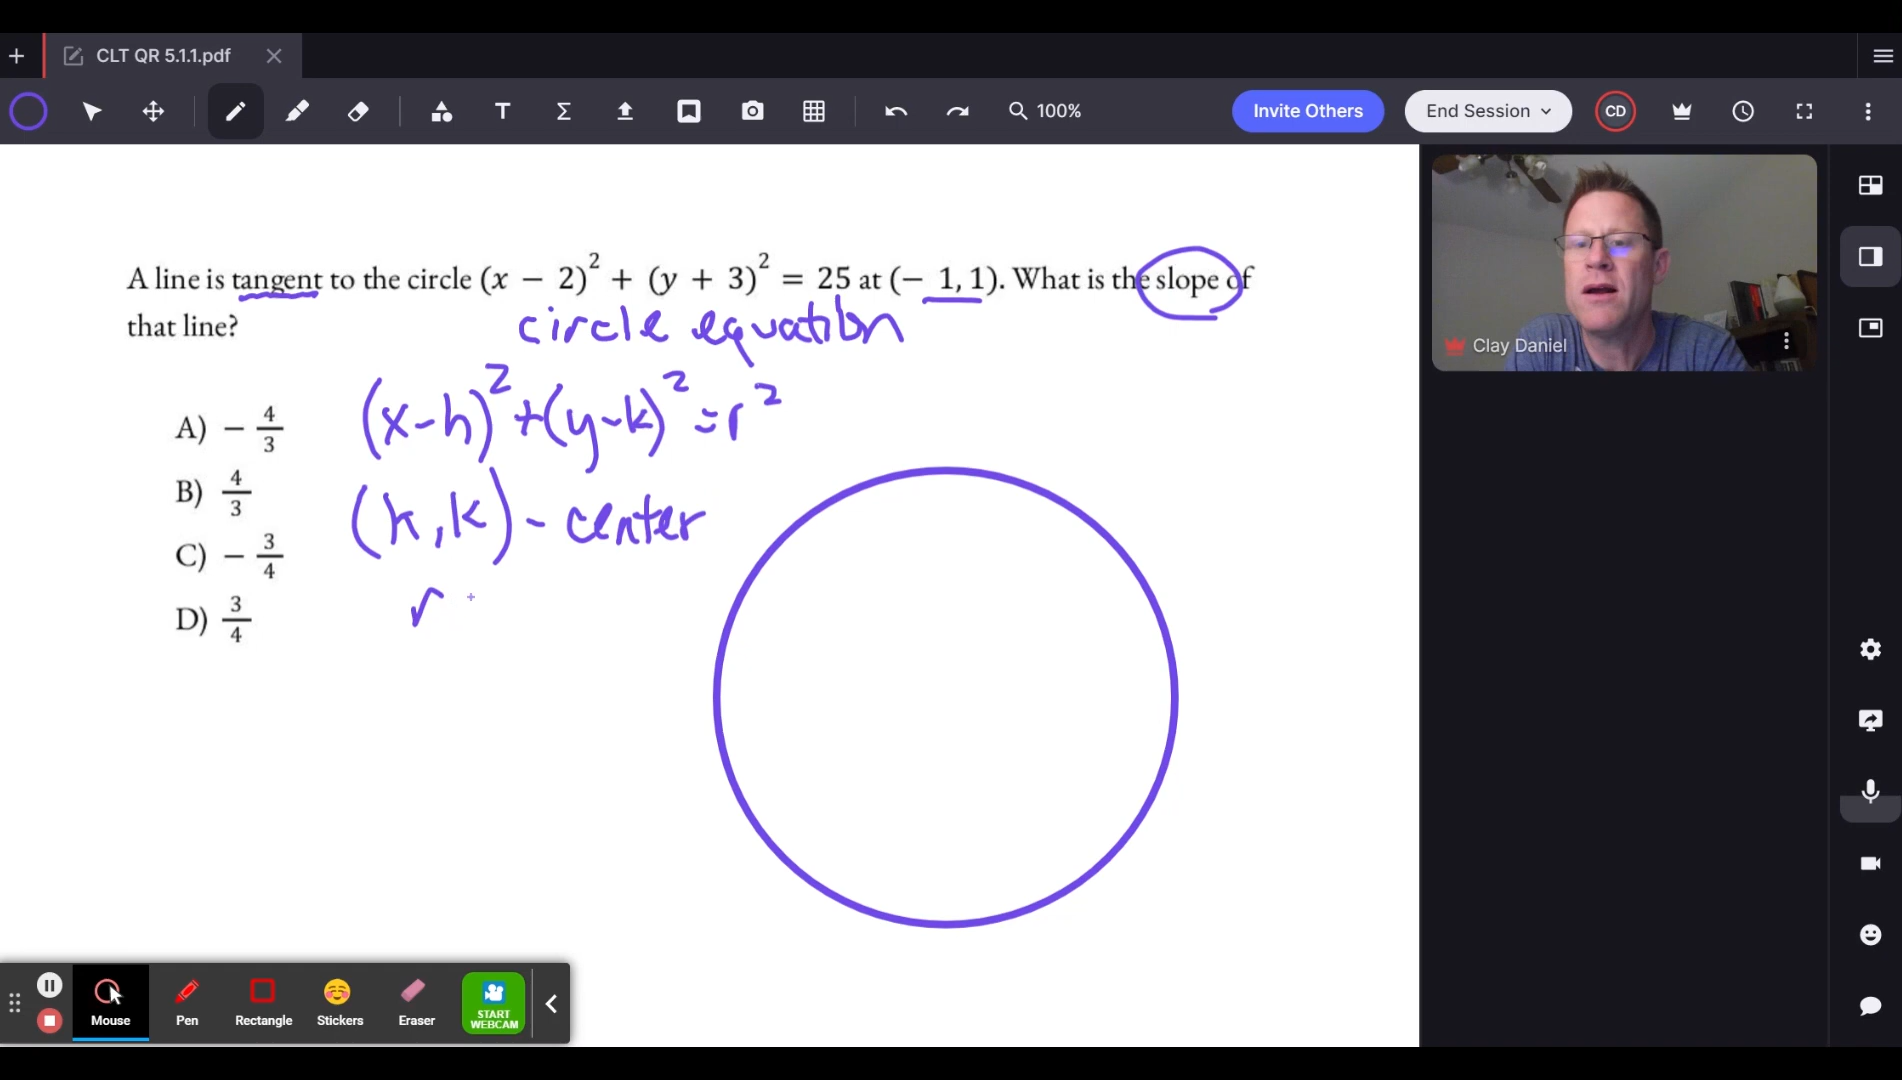 CLT QR 5.1.1.pdf
T Σ 100% Invite Others End Session CD
A line is tangent to the circle (x − 2)² + (y + 3)² = 25 at (− 1, 1). What is the slope of
that line?
circle equation
(x-h)²+(y-k)²=r²
A) − 4/3
B) 4/3
(h,k) - center
C) − 3/4
r
D) 3/4
Clay Daniel
Mouse Pen Rectangle Stickers Eraser START WEBCAM